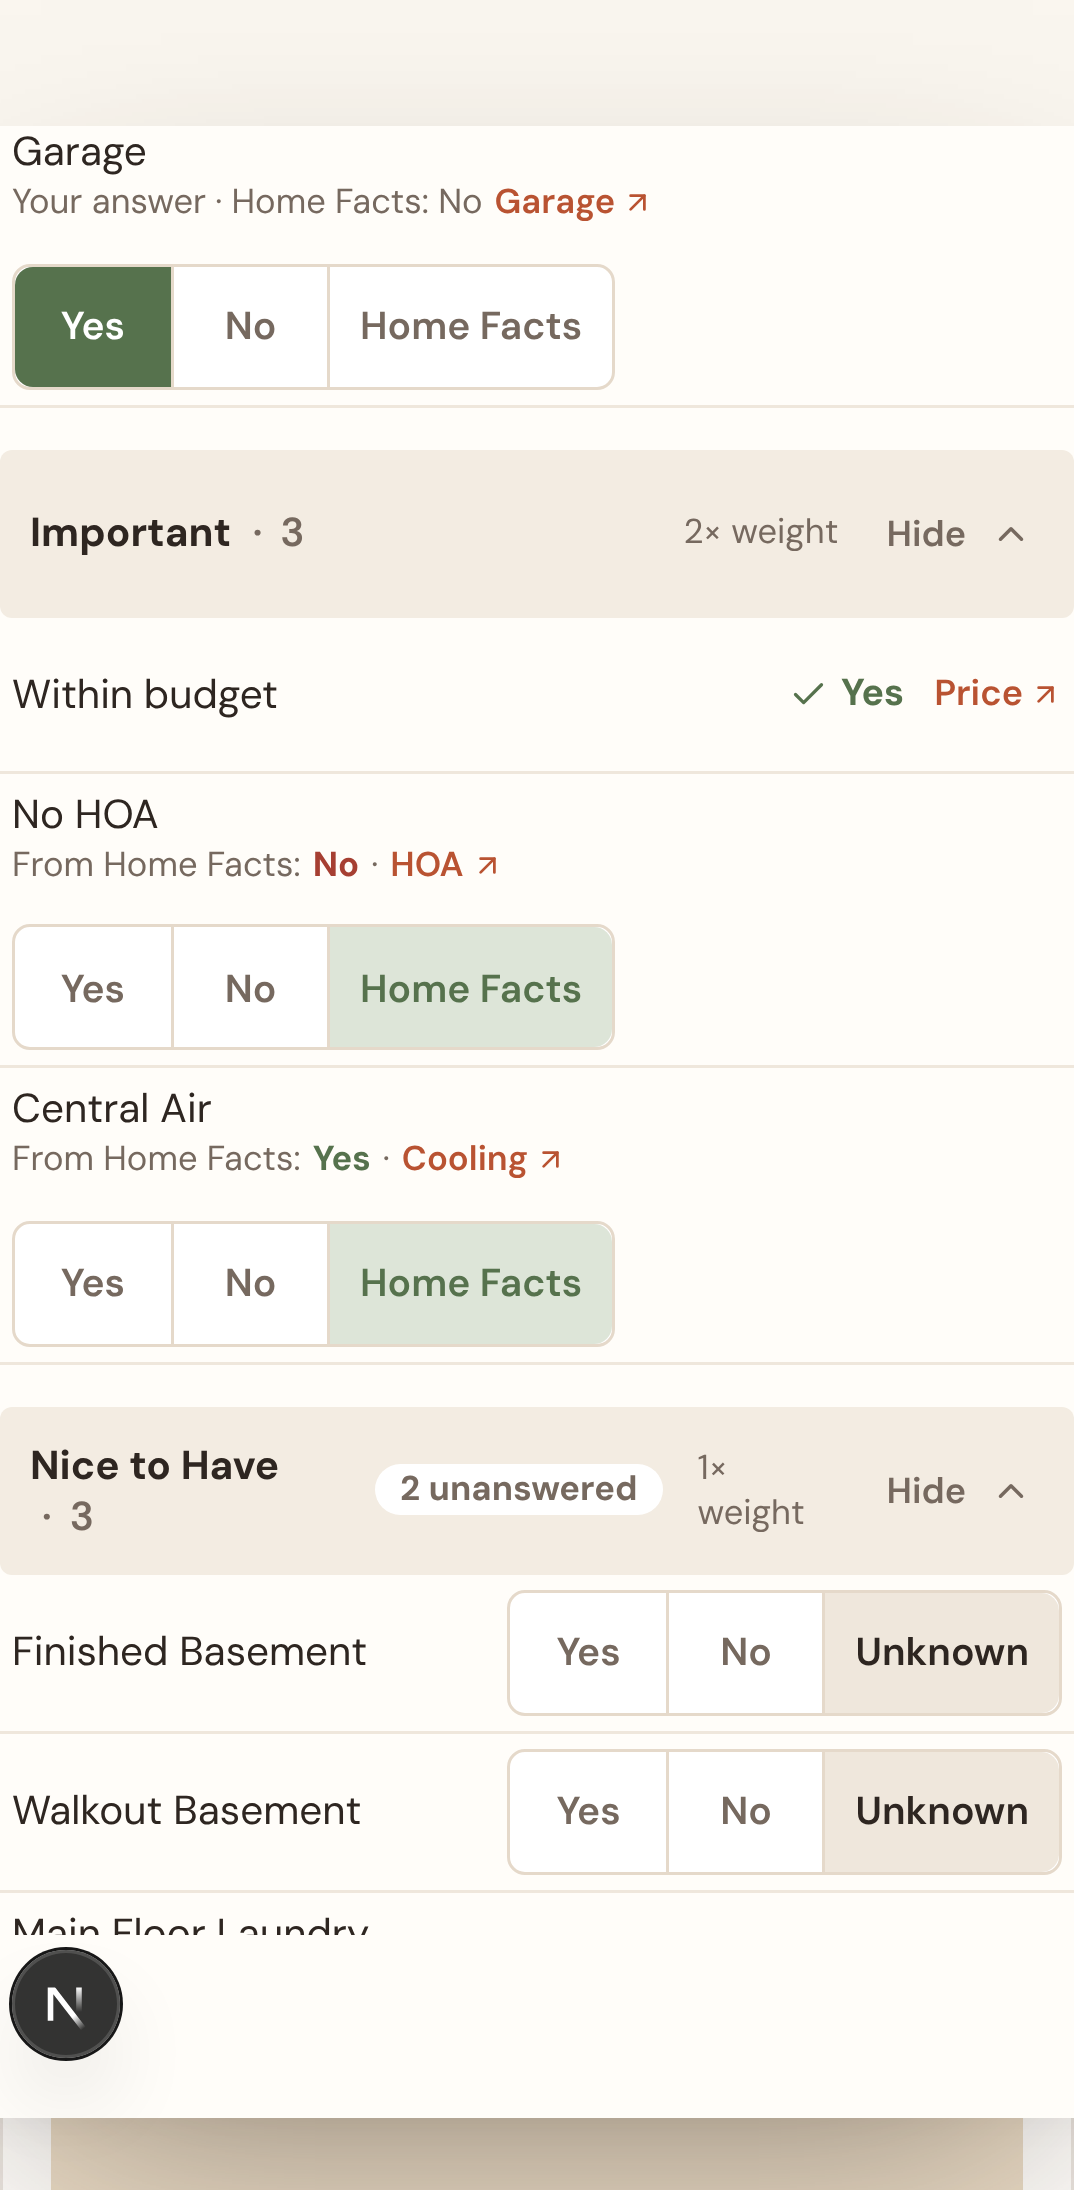 Garage
Your answer · Home Facts: No Garage ↗
Yes No Home Facts
Important · 3 2× weight Hide
Within budget ✓ Yes Price ↗
No HOA
From Home Facts: No · HOA ↗
Yes No Home Facts
Central Air
From Home Facts: Yes · Cooling ↗
Yes No Home Facts
Nice to Have · 3 2 unanswered 1× weight Hide
Finished Basement Yes No Unknown
Walkout Basement Yes No Unknown
Main Floor Laundry
N